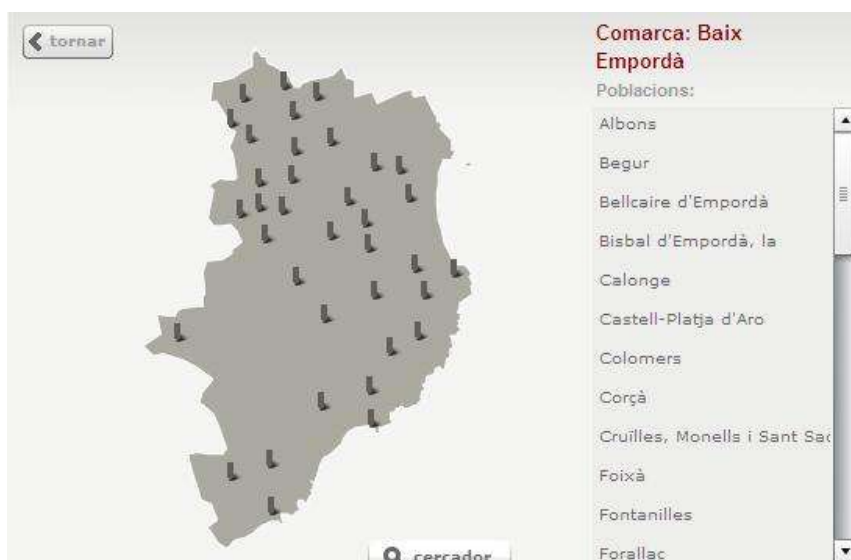 tornar
Comarca: Baix
Empordà
Poblacions:
Albons
Begur
Bellcaire d'Empordà
Bisbal d'Empordà, la
Calonge
Castell-Platja d'Aro
Colomers
Corçà
Cruïlles, Monells i Sant Sac
Foixà
Fontanilles
Forallac
cercador